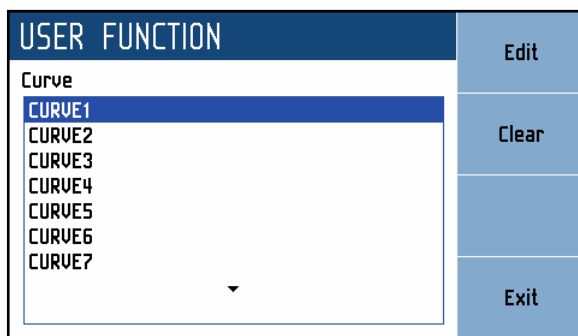 USER FUNCTION
Curve
CURVE1
CURVE2
CURVE3
CURVE4
CURVE5
CURVE6
CURVE7
Edit
Clear
Exit